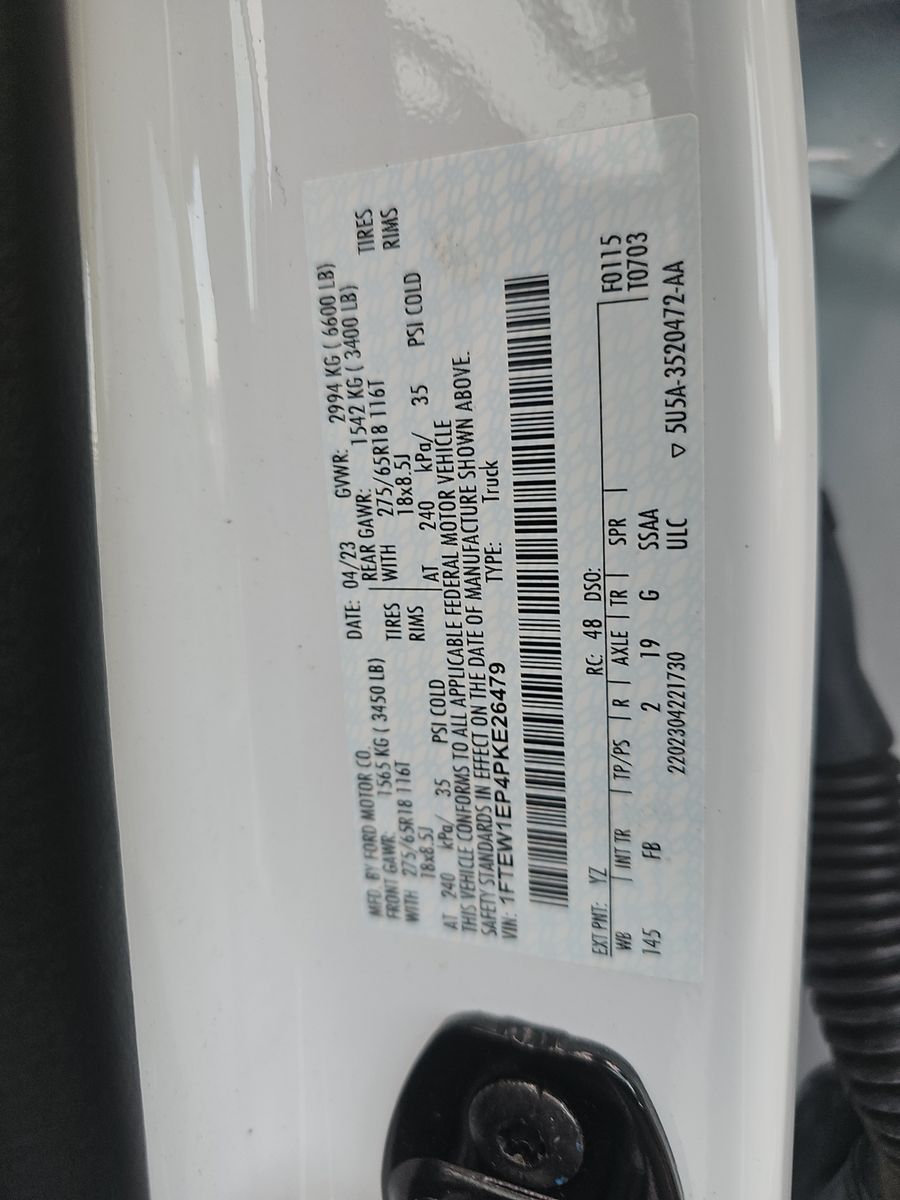 MFD. BY FORD MOTOR CO.
DATE: 04/23 GVWR: 2994 KG ( 6600 LB)
FRONT GAWR: 1565 KG ( 3450 LB) REAR GAWR: 1542 KG ( 3400 LB)
WITH 275/65R18 116T TIRES WITH 275/65R18 116T TIRES
18x8.5J RIMS 18x8.5J RIMS
AT 240 kPa/ 35 PSI COLD AT 240 kPa/ 35 PSI COLD
THIS VEHICLE CONFORMS TO ALL APPLICABLE FEDERAL MOTOR VEHICLE
SAFETY STANDARDS IN EFFECT ON THE DATE OF MANUFACTURE SHOWN ABOVE.
VIN: 1FTEW1EP4PKE26479 TYPE: Truck
EXT PNT: YZ RC: 48 DSO: F0115
WB INT TR TP/PS R AXLE TR SPR T0703
145 FB 2 19 G SSAA
2202304221730 ULC ▽ 5U5A-3520472-AA